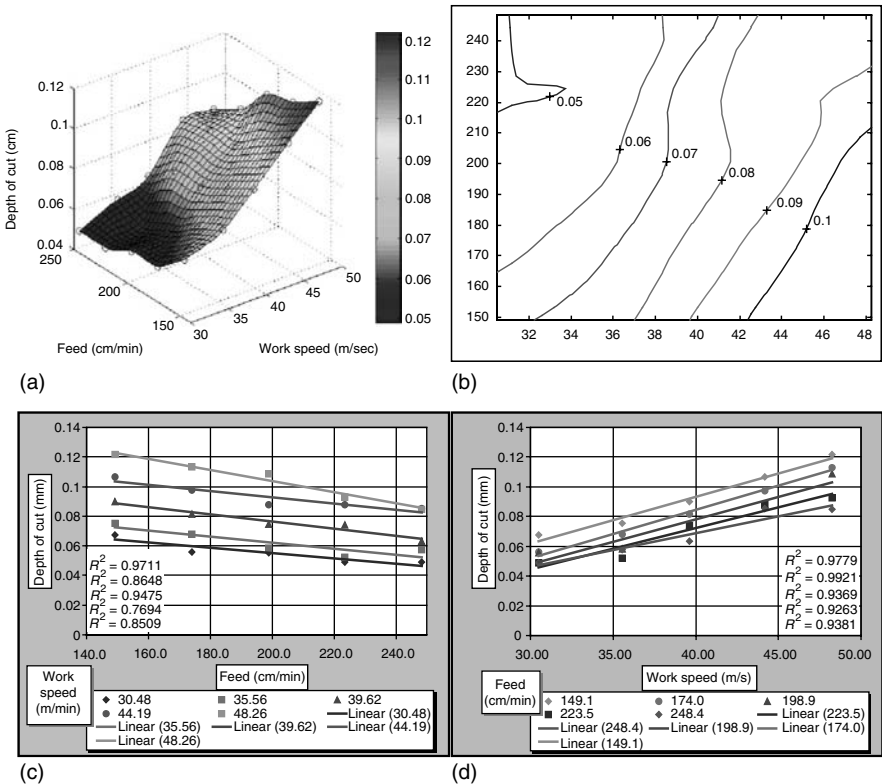 0.12
0.1
0.08
0.06
0.04
Depth of cut (cm)
250
200
150
Feed (cm/min)
30
35
40
45
50
Work speed (m/sec)
0.12
0.11
0.1
0.09
0.08
0.07
0.06
0.05
(a)
240
230
220
210
200
190
180
170
160
150
32 34 36 38 40 42 44 46 48
0.05
0.06
0.07
0.08
0.09
0.1
(b)
0.14
0.12
0.1
0.08
0.06
0.04
0.02
0
Depth of cut (mm)
R² = 0.9711
R² = 0.8648
R² = 0.9475
R² = 0.7694
R² = 0.8509
140.0 160.0 180.0 200.0 220.0 240.0
Work speed (m/min)
Feed (cm/min)
30.48 35.56 39.62
44.19 48.26 Linear (30.48)
Linear (35.56) Linear (39.62) Linear (44.19)
Linear (48.26)
(c)
0.14
0.12
0.1
0.08
0.06
0.04
0.02
0
Depth of cut (mm)
R² = 0.9779
R² = 0.9921
R² = 0.9369
R² = 0.9263
R² = 0.9381
30.00 35.00 40.00 45.00 50.00
Feed (cm/min)
Work speed (m/s)
149.1 174.0 198.9
223.5 248.4 Linear (223.5)
Linear (248.4) Linear (198.9) Linear (174.0)
Linear (149.1)
(d)